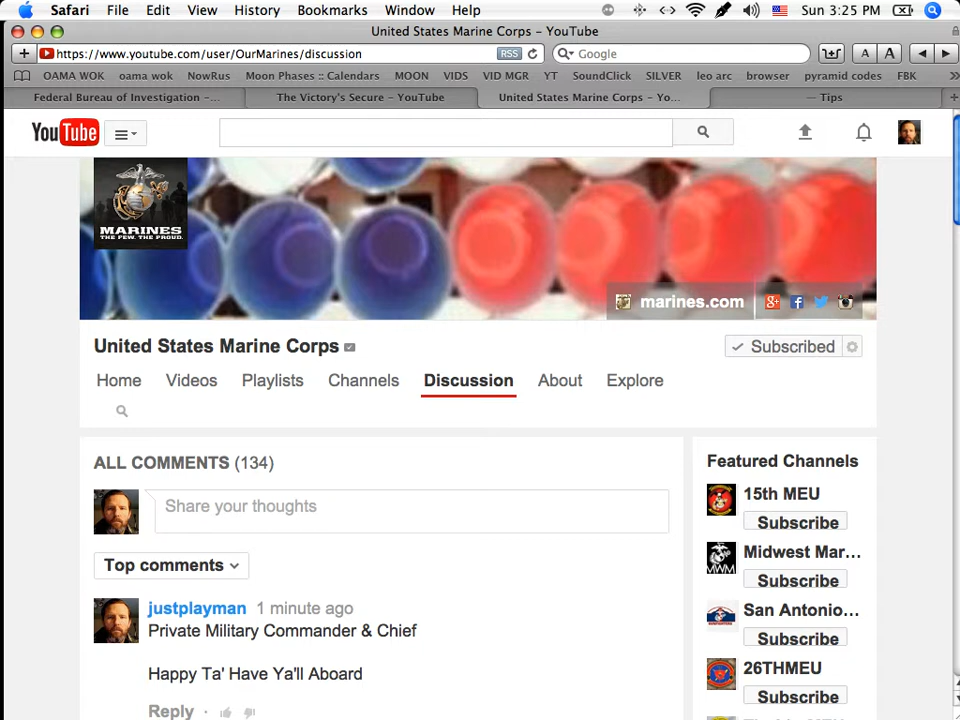 Safari File Edit View History Bookmarks Window Help Sun 3:25 PM
United States Marine Corps - YouTube
https://www.youtube.com/user/OurMarines/discussion RSS Google A A
OAMA WOK oama wok NowRus Moon Phases :: Calendars MOON VIDS VID MGR YT SoundClick SILVER leo arc browser pyramid codes FBK
Federal Bureau of Investigation -... The Victory's Secure - YouTube United States Marine Corps - Yo... — Tips
YouTube
MARINES
THE FEW. THE PROUD.
marines.com
United States Marine Corps Subscribed
Home Videos Playlists Channels Discussion About Explore
ALL COMMENTS (134)
Share your thoughts
Top comments
justplayman 1 minute ago
Private Military Commander & Chief
Happy Ta' Have Ya'll Aboard
Reply
Featured Channels
15th MEU
Subscribe
Midwest Mar...
Subscribe
San Antonio...
Subscribe
26THMEU
Subscribe